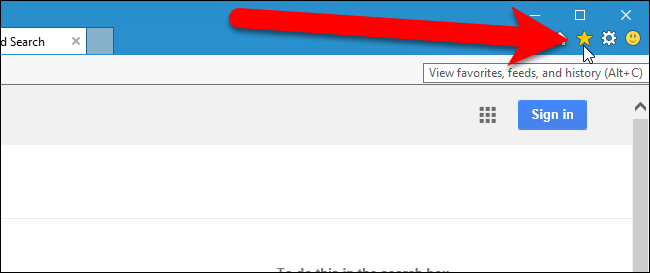 d Search
View favorites, feeds, and history (Alt+C)
Sign in
To do this in the search box